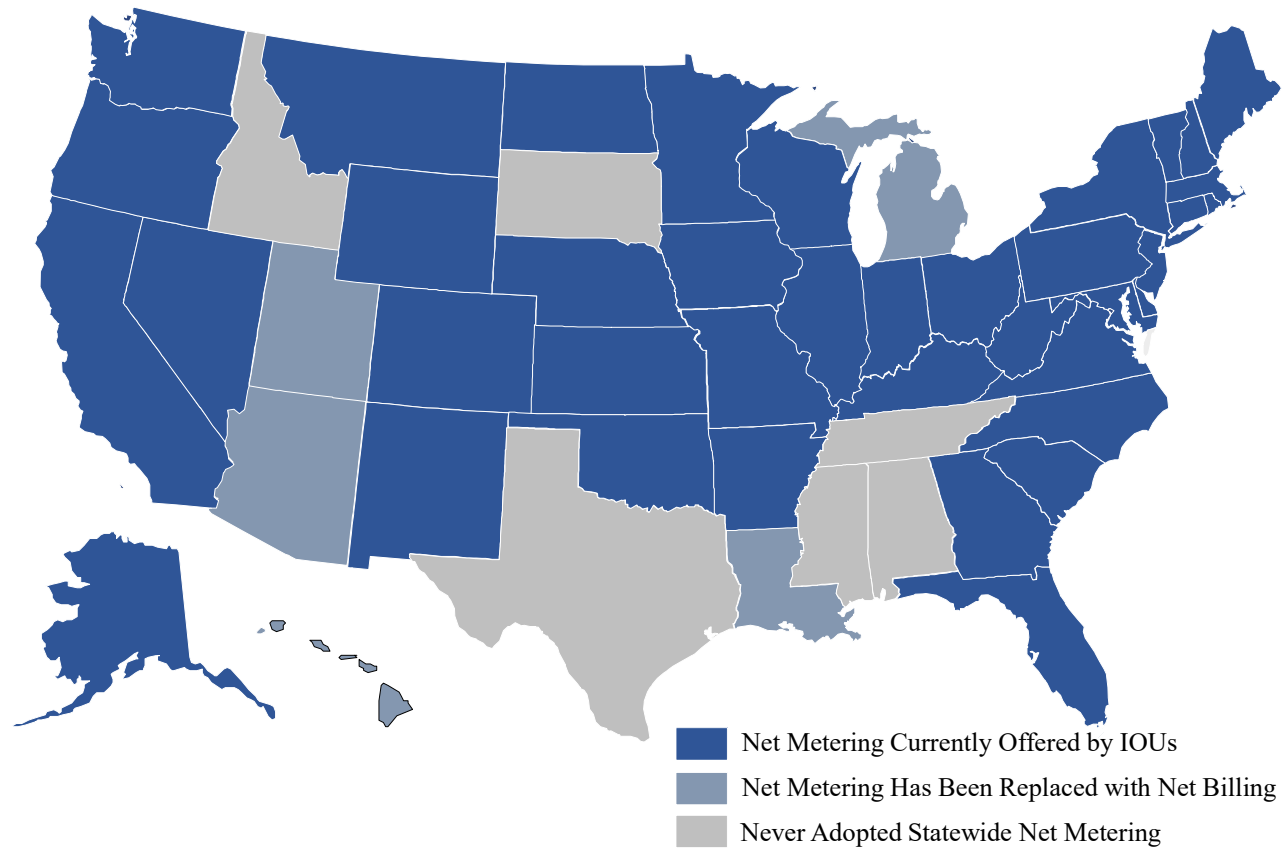 Net Metering Currently Offered by IOUs
Net Metering Has Been Replaced with Net Billing
Never Adopted Statewide Net Metering